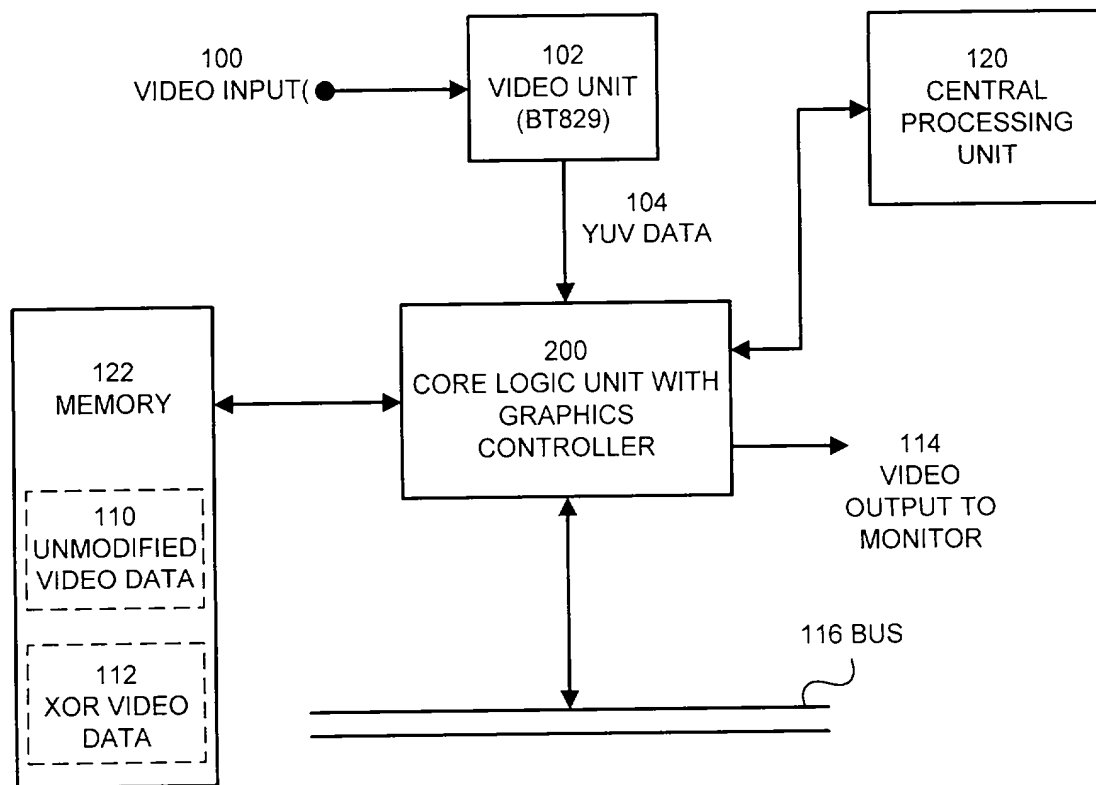 100
VIDEO INPUT(
102
VIDEO UNIT
(BT829)
120
CENTRAL
PROCESSING
UNIT
104
YUV DATA
122
MEMORY
200
CORE LOGIC UNIT WITH
GRAPHICS
CONTROLLER
114
VIDEO
OUTPUT TO
MONITOR
110
UNMODIFIED
VIDEO DATA
112
XOR VIDEO
DATA
116 BUS